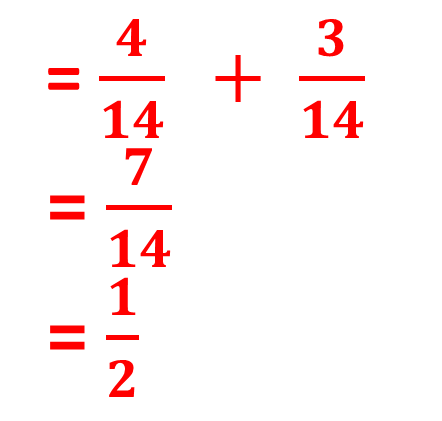 = 4/14 + 3/14
= 7/14
= 1/2